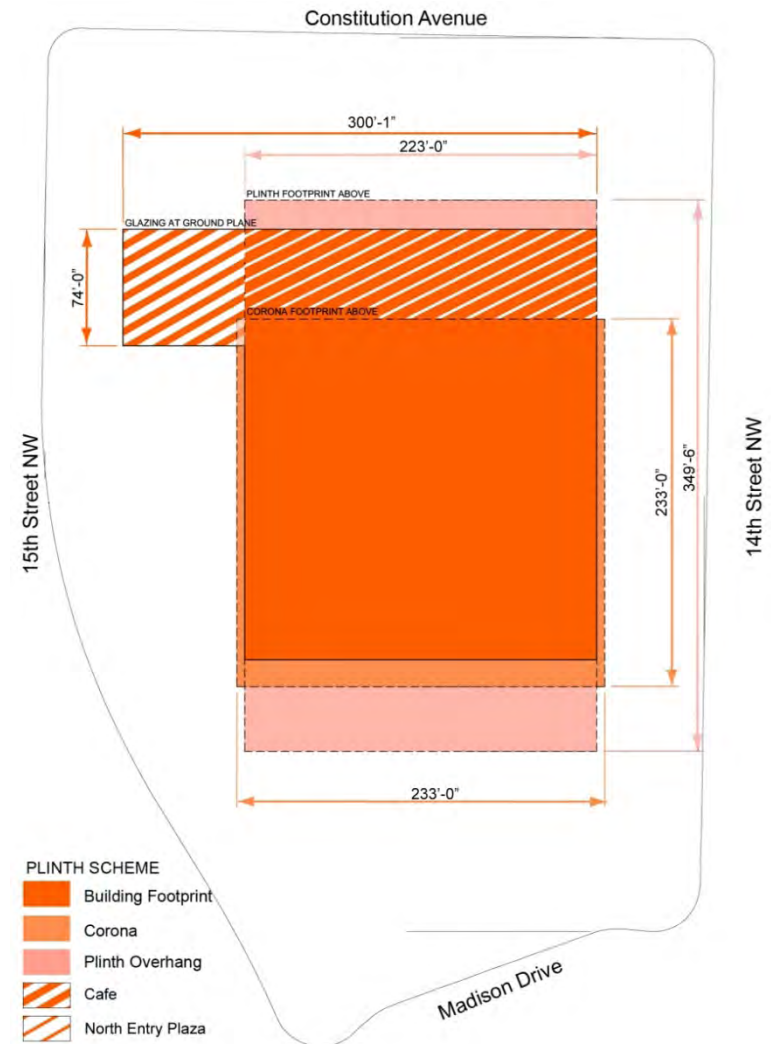 Constitution Avenue
300'-1"
223'-0"
PLINTH FOOTPRINT ABOVE
GLAZING AT GROUND PLANE
74'-0"
CORONA FOOTPRINT ABOVE
15th Street NW
233'-0"
349'-6"
14th Street NW
233'-0"
PLINTH SCHEME
Building Footprint
Corona
Plinth Overhang
Cafe
North Entry Plaza
Madison Drive